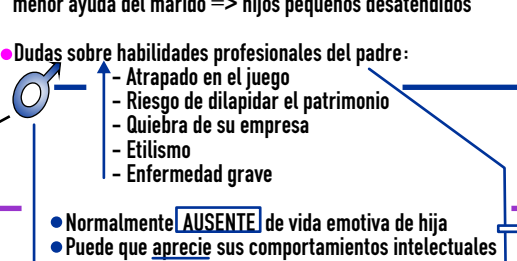 menor ayuda del marido => hijos pequeños desatendidos
●Dudas sobre habilidades profesionales del padre:
- Atrapado en el juego
- Riesgo de dilapidar el patrimonio
- Quiebra de su empresa
- Etilismo
- Enfermedad grave
●Normalmente AUSENTE de vida emotiva de hija
●Puede que aprecie sus comportamientos intelectuales